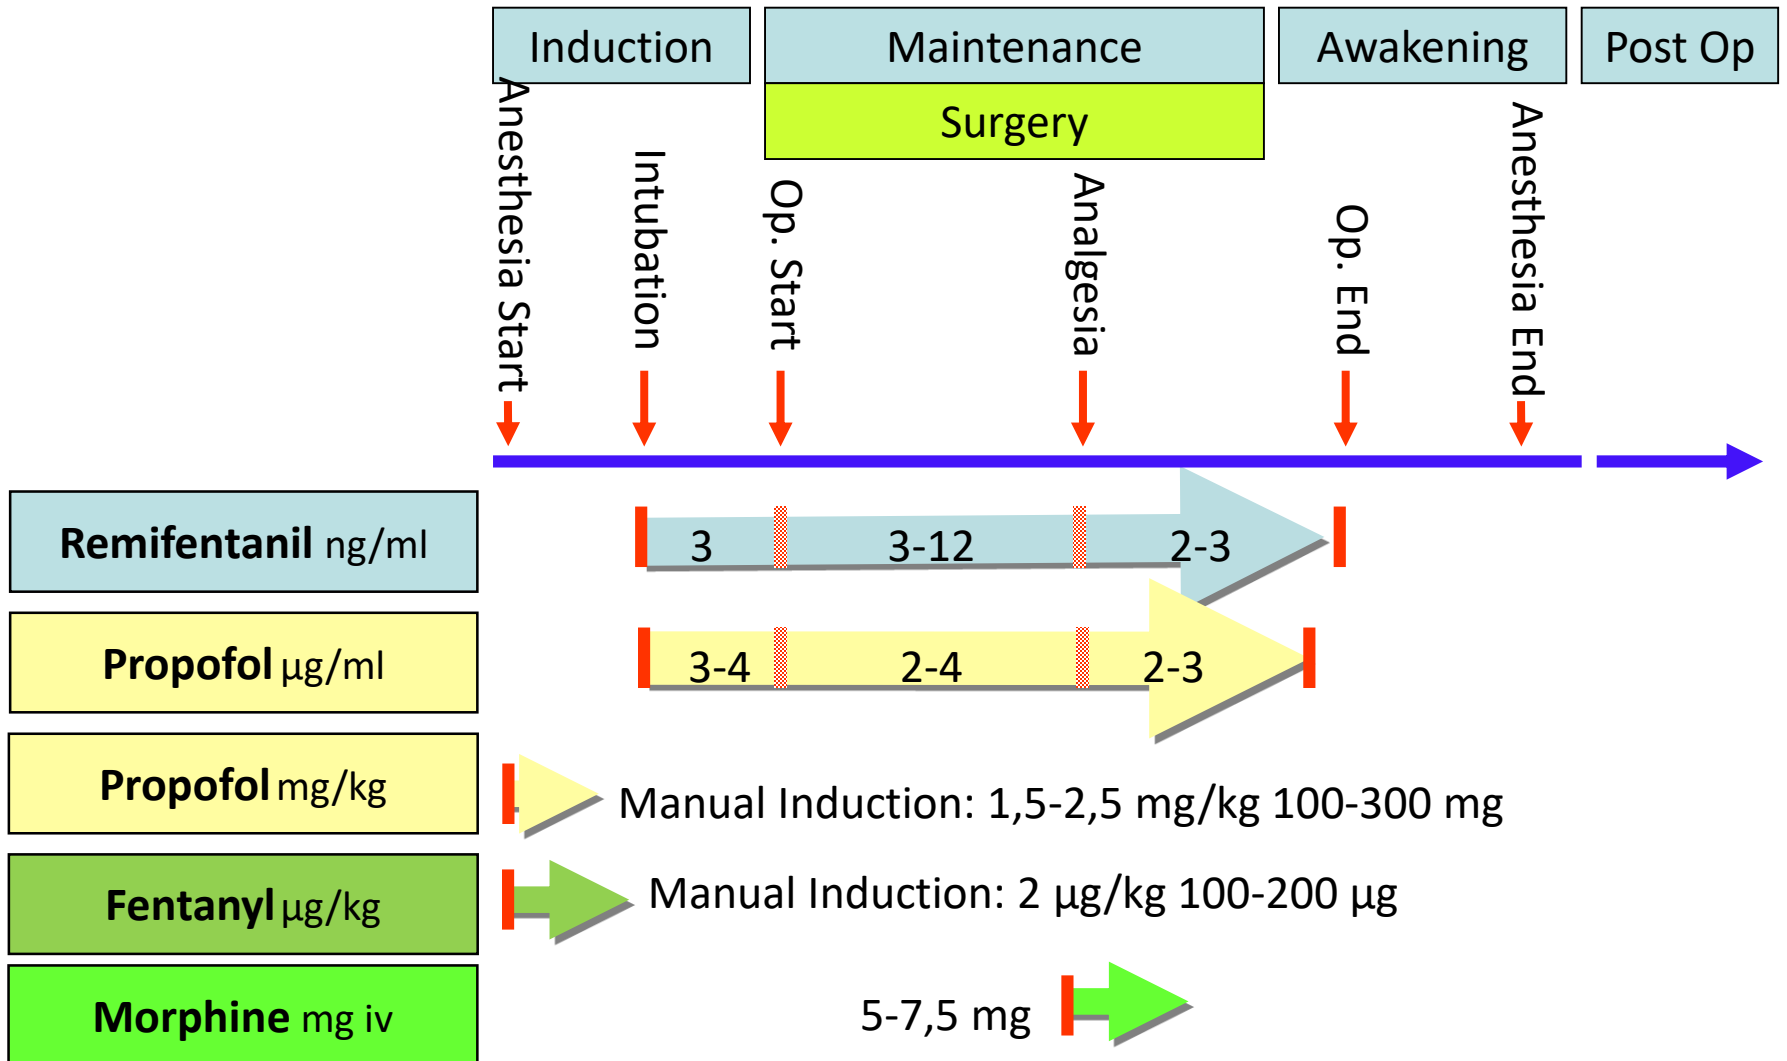 Induction
Maintenance
Awakening
Post Op
Surgery
Anesthesia Start
Intubation
Op. Start
Analgesia
Op. End
Anesthesia End
Remifentanil ng/ml
3
3-12
2-3
Propofol µg/ml
3-4
2-4
2-3
Propofol mg/kg
Manual Induction: 1,5-2,5 mg/kg 100-300 mg
Fentanyl µg/kg
Manual Induction: 2 µg/kg 100-200 µg
Morphine mg iv
5-7,5 mg